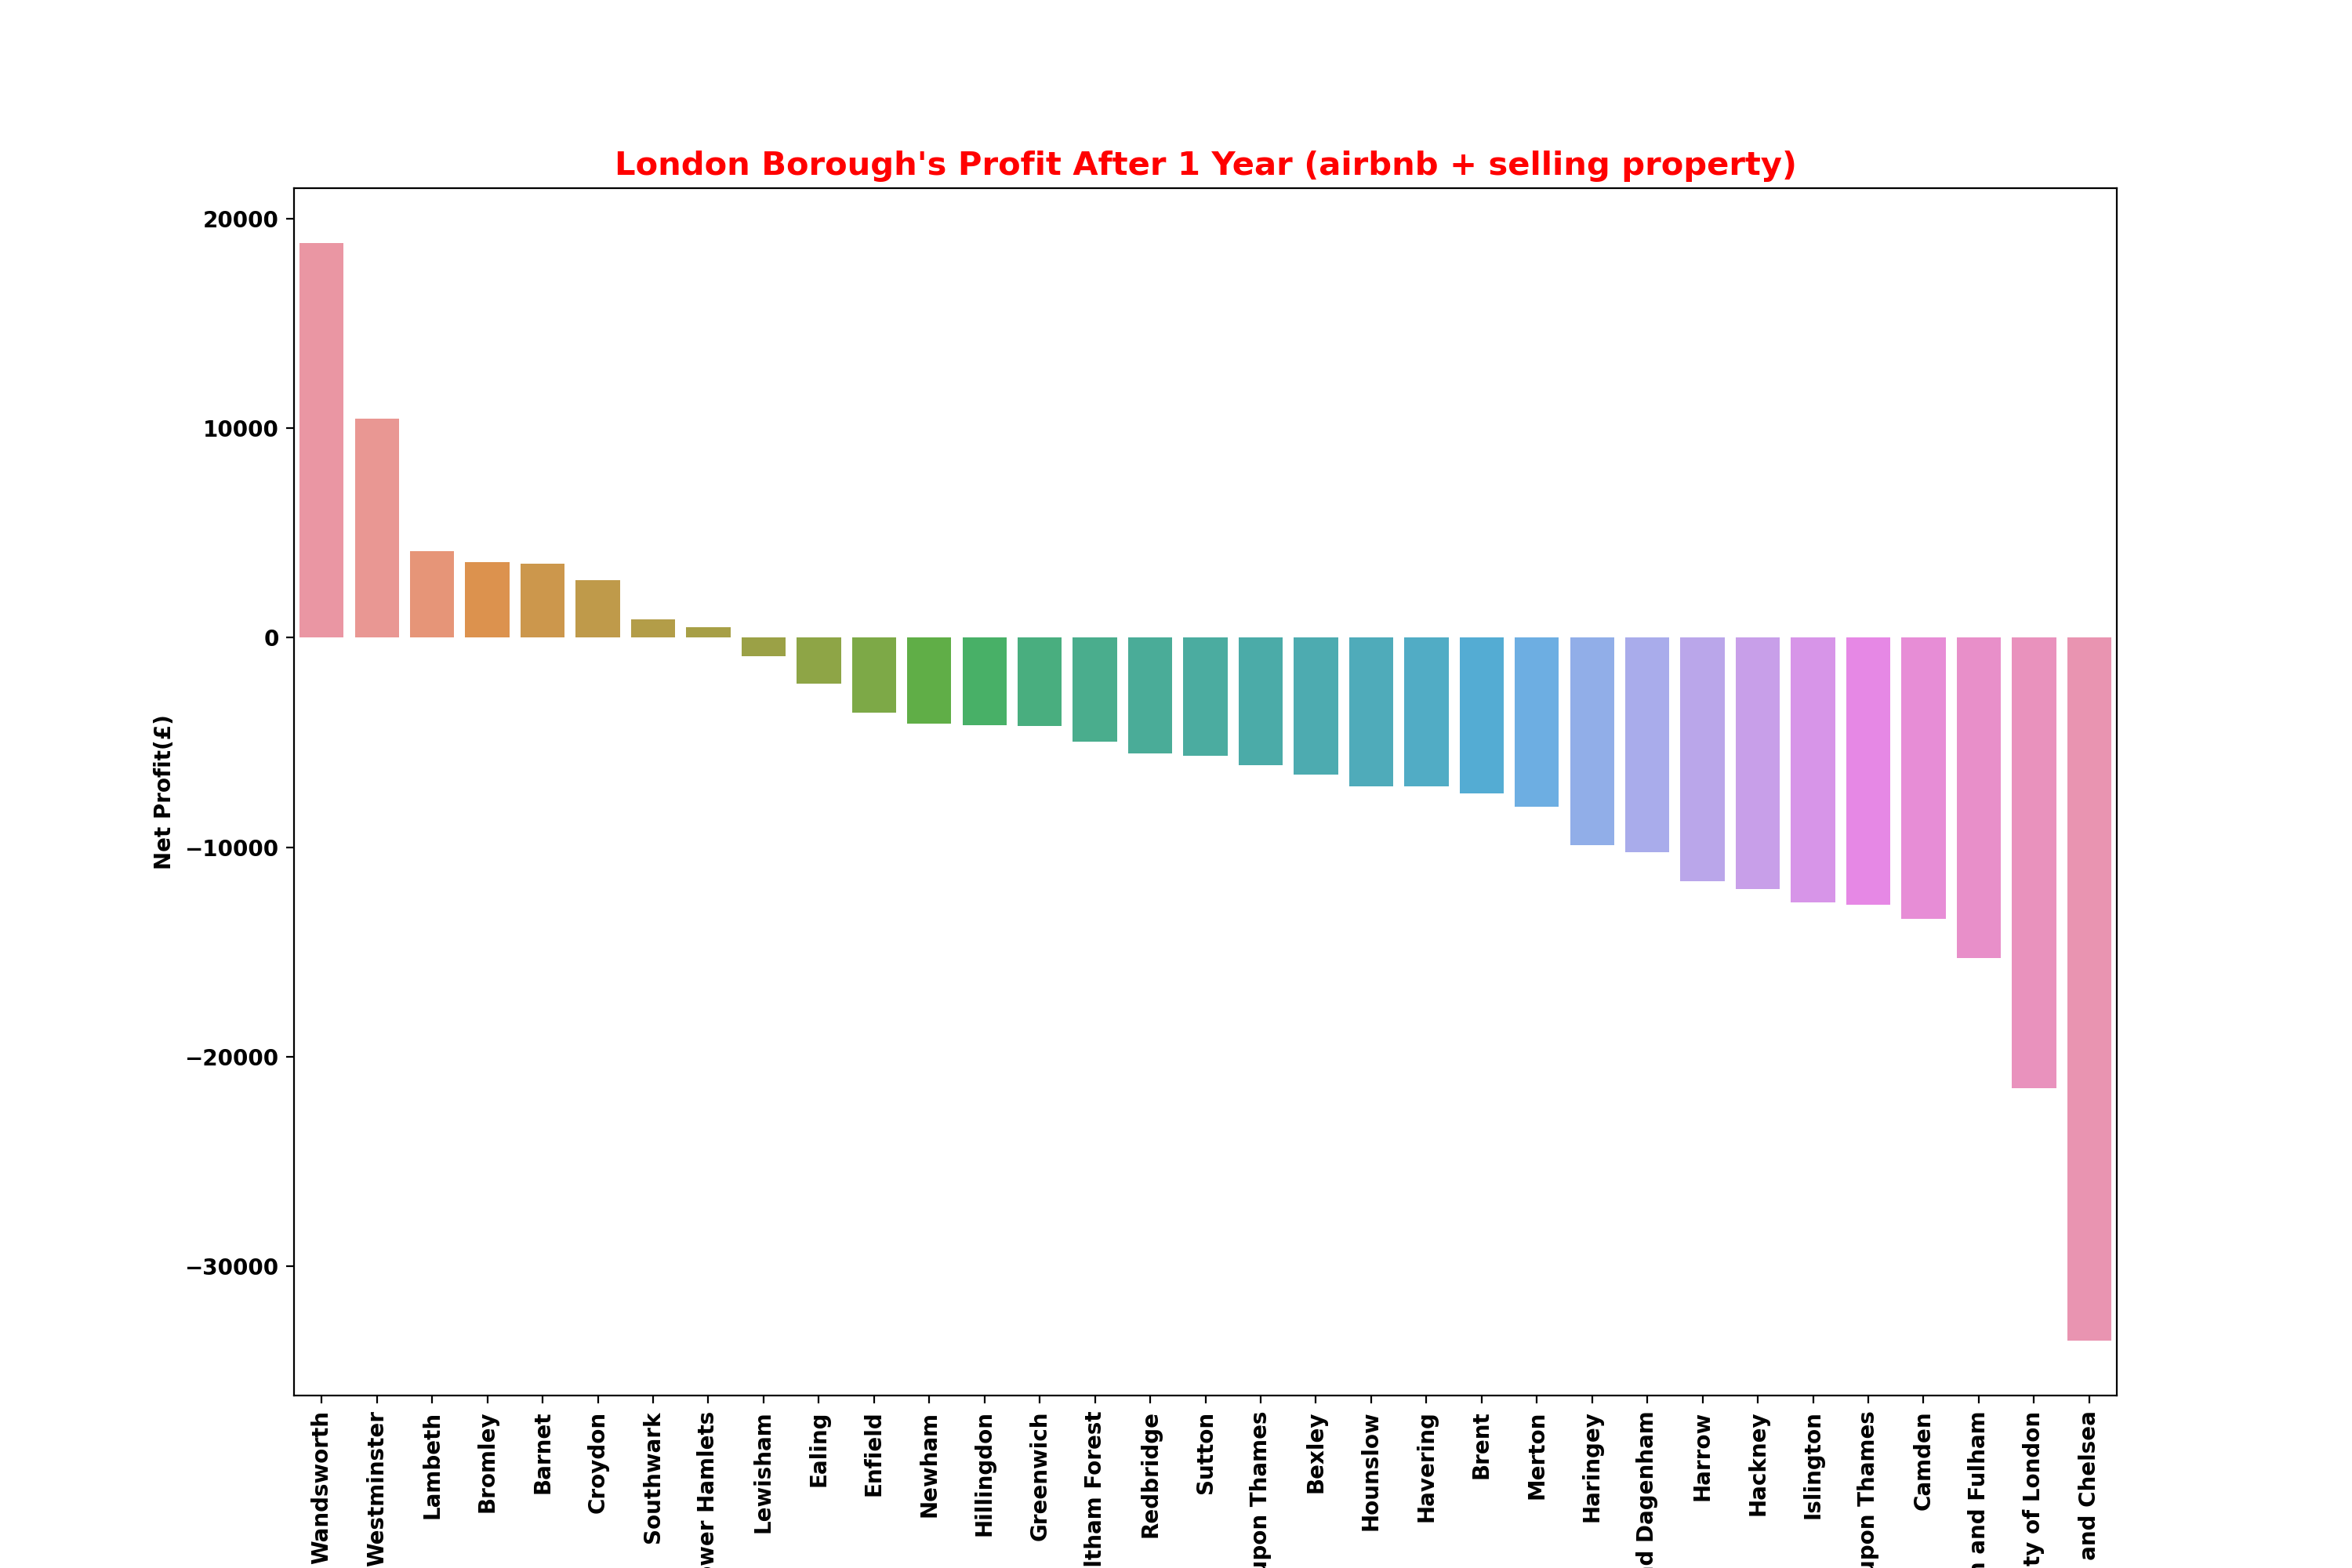 London Borough's Profit After 1 Year (airbnb + selling property)
20000
10000
0
−10000
−20000
−30000
Net Profit(£)
Wandsworth
Westminster
Lambeth
Bromley
Barnet
Croydon
Southwark
ower Hamlets
Lewisham
Ealing
Enfield
Newham
Hillingdon
Greenwich
ltham Forest
Redbridge
Sutton
upon Thames
Bexley
Hounslow
Havering
Brent
Merton
Haringey
d Dagenham
Harrow
Hackney
Islington
upon Thames
Camden
and Fulham
ty of London
and Chelsea